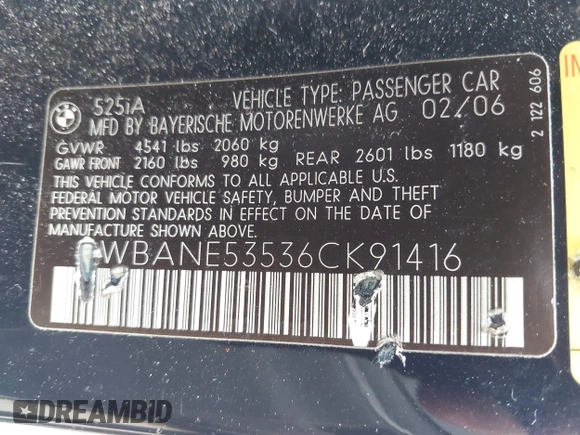 BMW
525iA VEHICLE TYPE: PASSENGER CAR
MFD BY BAYERISCHE MOTORENWERKE AG 02/06
GVWR 4541 lbs 2060 kg
GAWR FRONT 2160 lbs 980 kg REAR 2601 lbs 1180 kg
THIS VEHICLE CONFORMS TO ALL APPLICABLE U.S.
FEDERAL MOTOR VEHICLE SAFETY, BUMPER AND THEFT
PREVENTION STANDARDS IN EFFECT ON THE DATE OF
MANUFACTURE SHOWN ABOVE.
WBANE53536CK91416
2 122 606
IN
DREAMBID